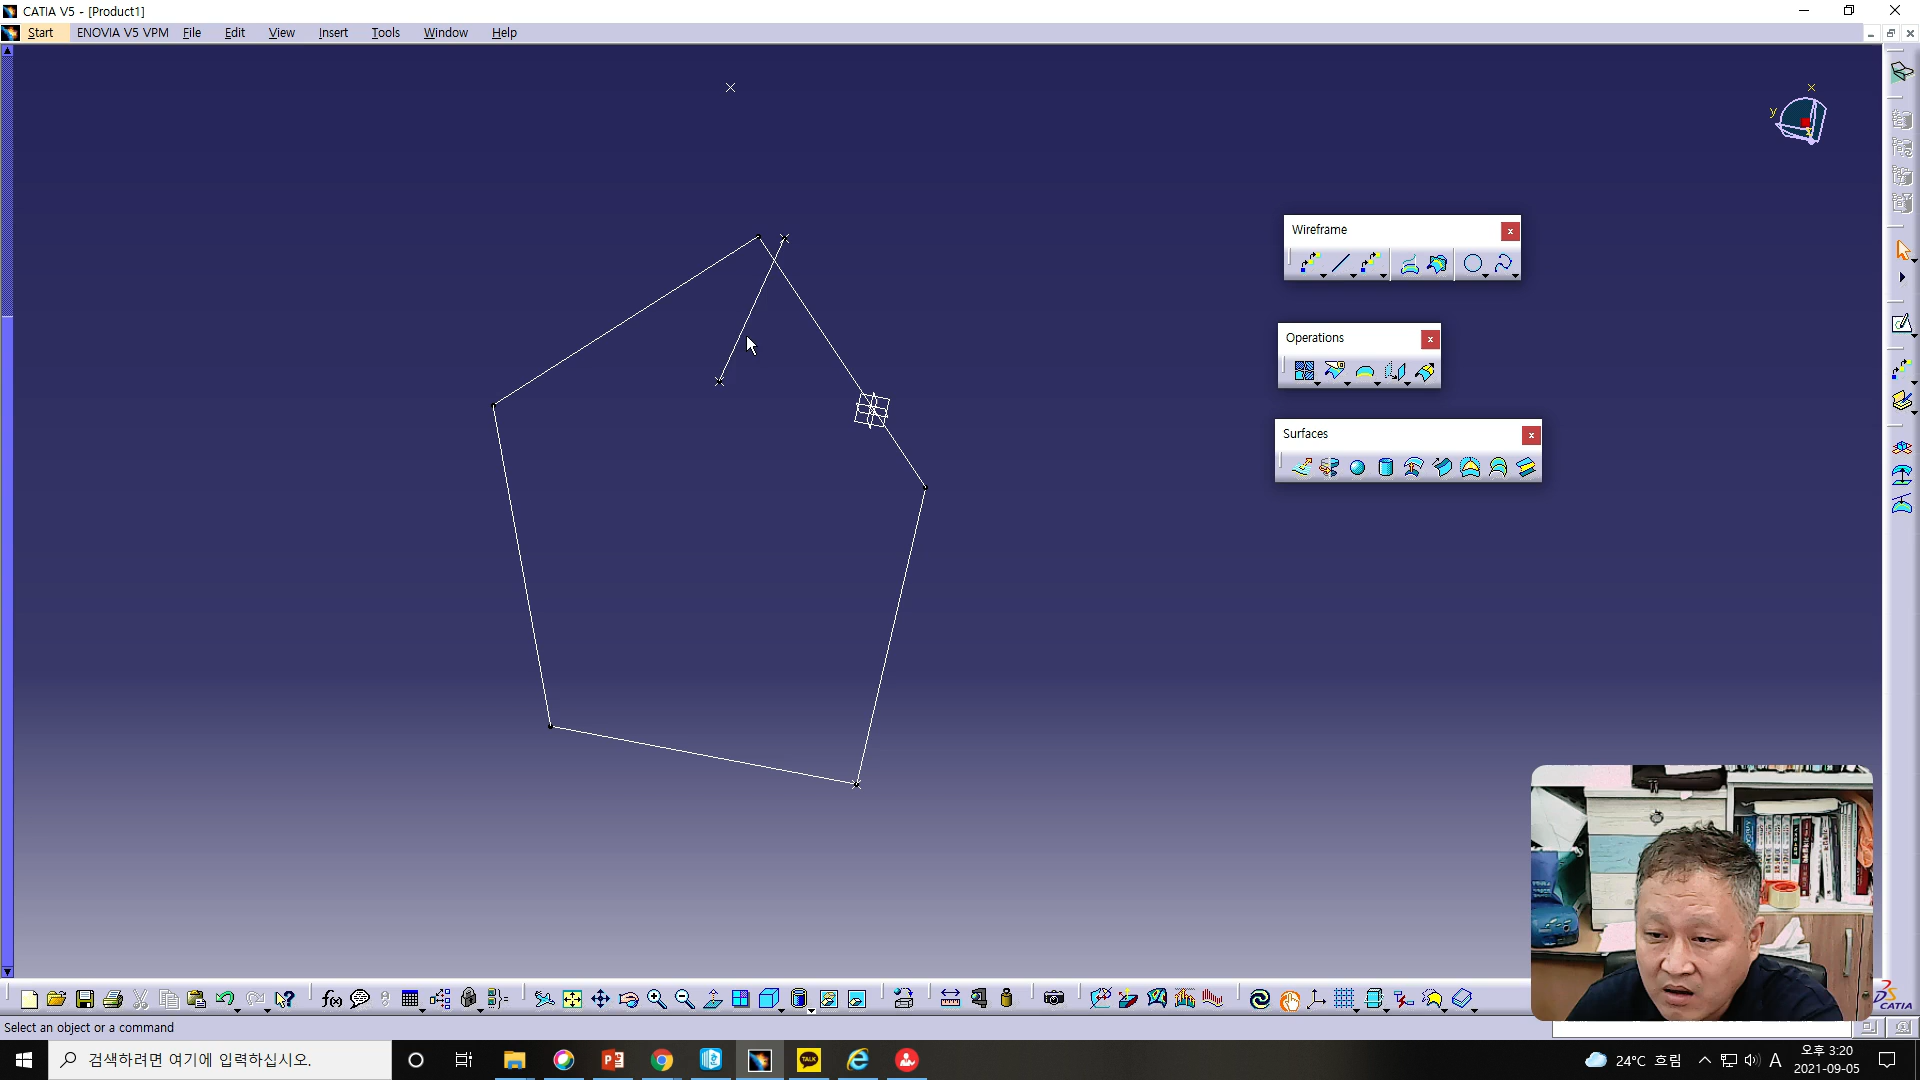 CATIA V5 - [Product1]
Start ENOVIA V5 VPM File Edit View Insert Tools Window Help
x
y
Wireframe
Operations
Surfaces
CATIA
Select an object or a command
검색하려면 여기에 입력하십시오.
TALK
24°C 흐림
A
오후 3:20
2021-09-05